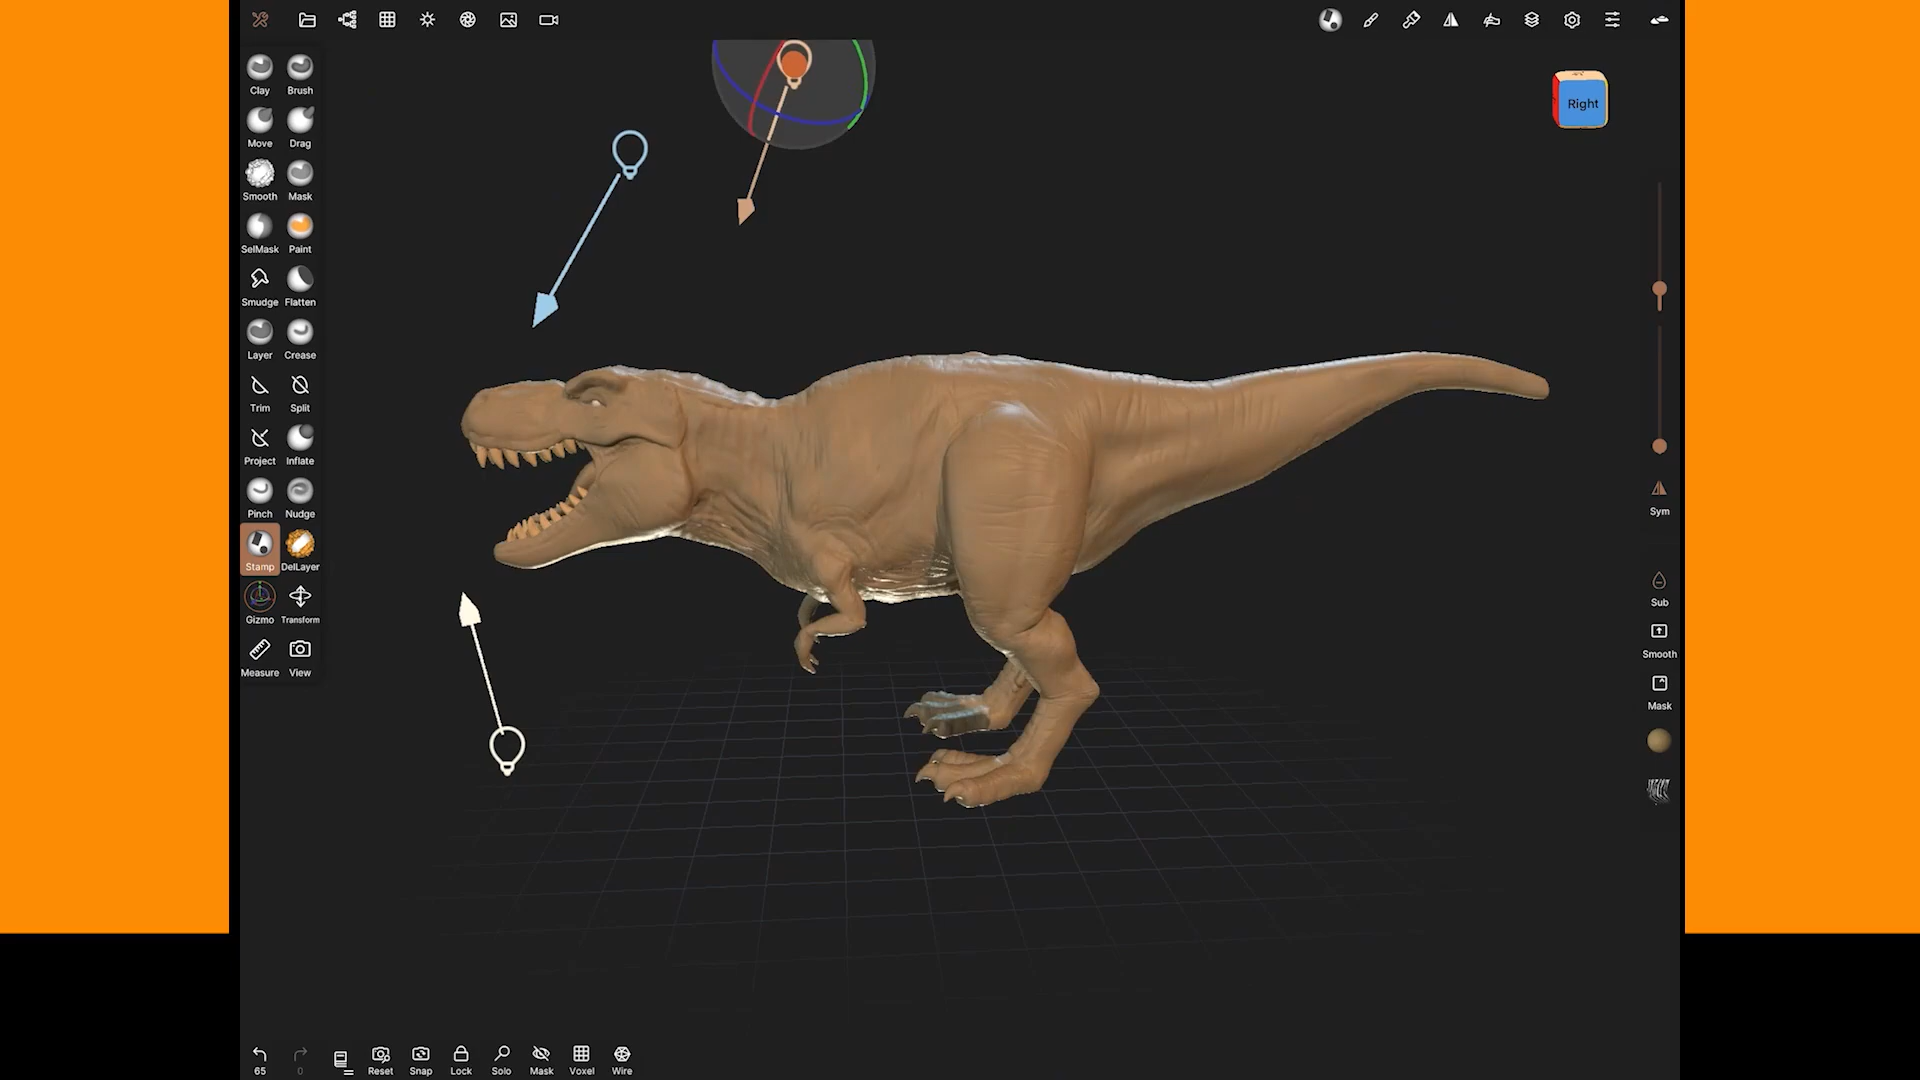 Clay Brush
Right
Move Drag
Smooth Mask
SelMask Paint
Smudge Flatten
Layer Crease
Trim Split
Project Inflate
Pinch Nudge
Sym
Stamp DelLayer
Sub
Gizmo Transform
Smooth
Measure View
Mask
65 0 Reset Snap Lock Solo Mask Voxel Wire